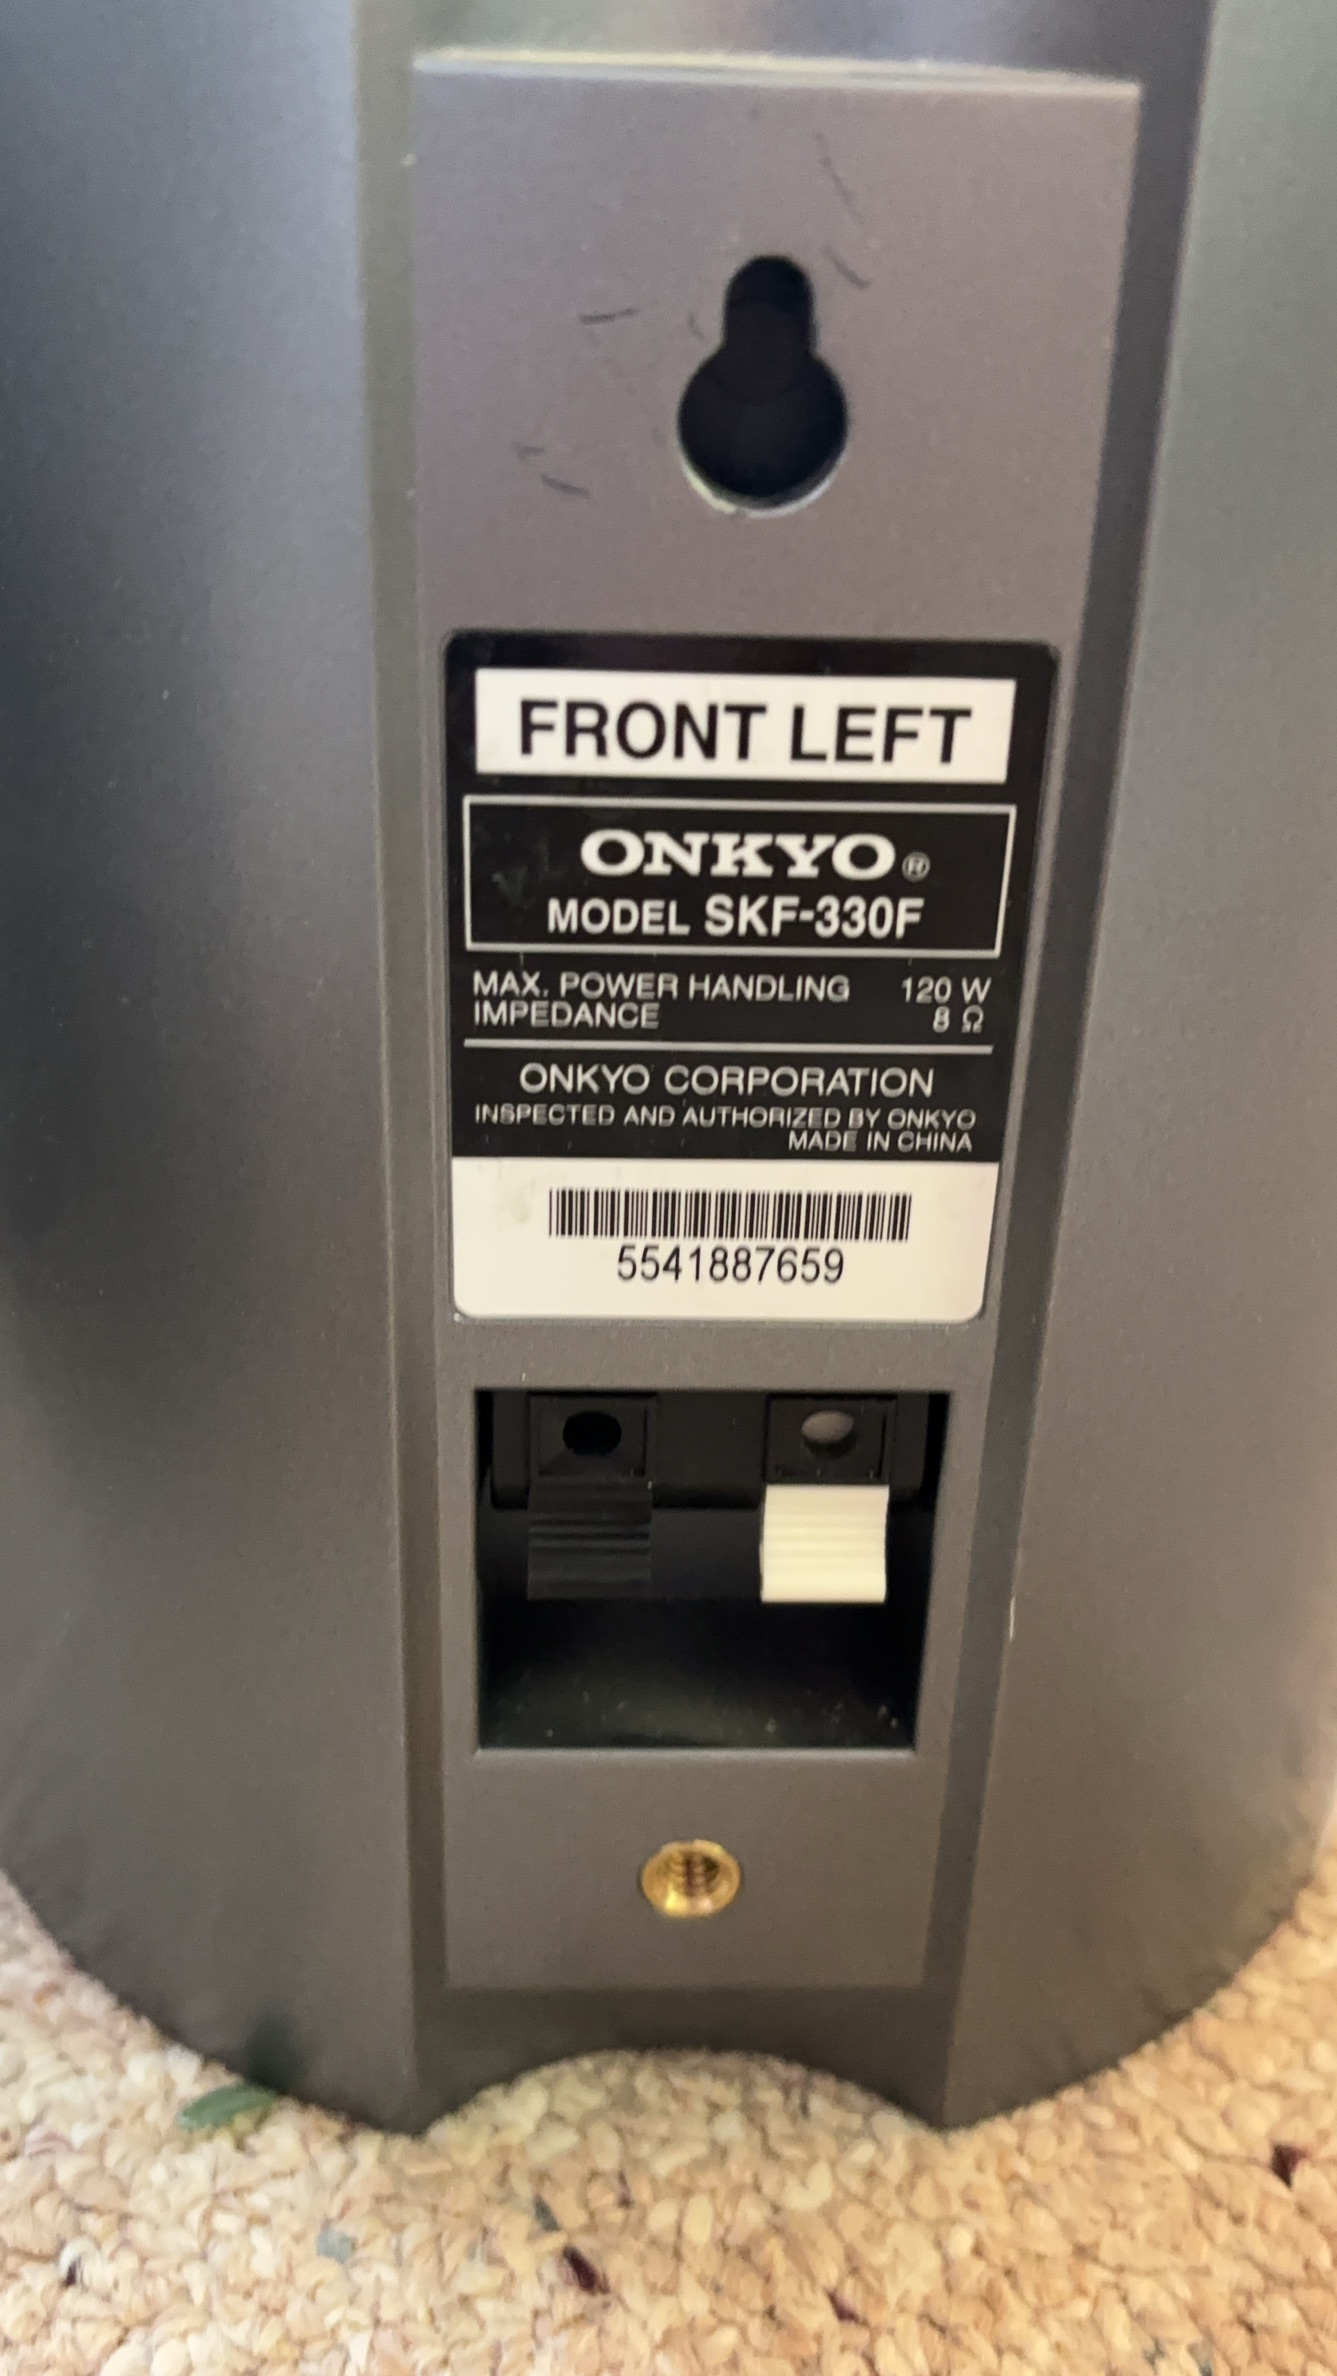 FRONT LEFT
ONKYO®
MODEL SKF-330F
MAX. POWER HANDLING 120 W
IMPEDANCE 8 Ω
ONKYO CORPORATION
INSPECTED AND AUTHORIZED BY ONKYO
MADE IN CHINA
5541887659